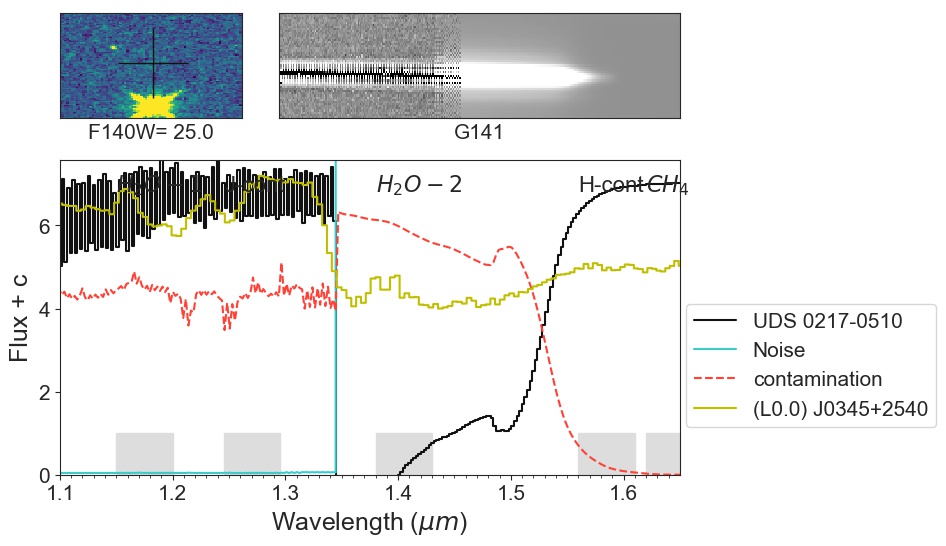 F140W= 25.0
G141
H₂O − 2
H-cont CH₄
6
4
2
0
1.1 1.2 1.3 1.4 1.5 1.6
Flux + c
Wavelength (μm)
UDS 0217-0510
Noise
contamination
(L0.0) J0345+2540